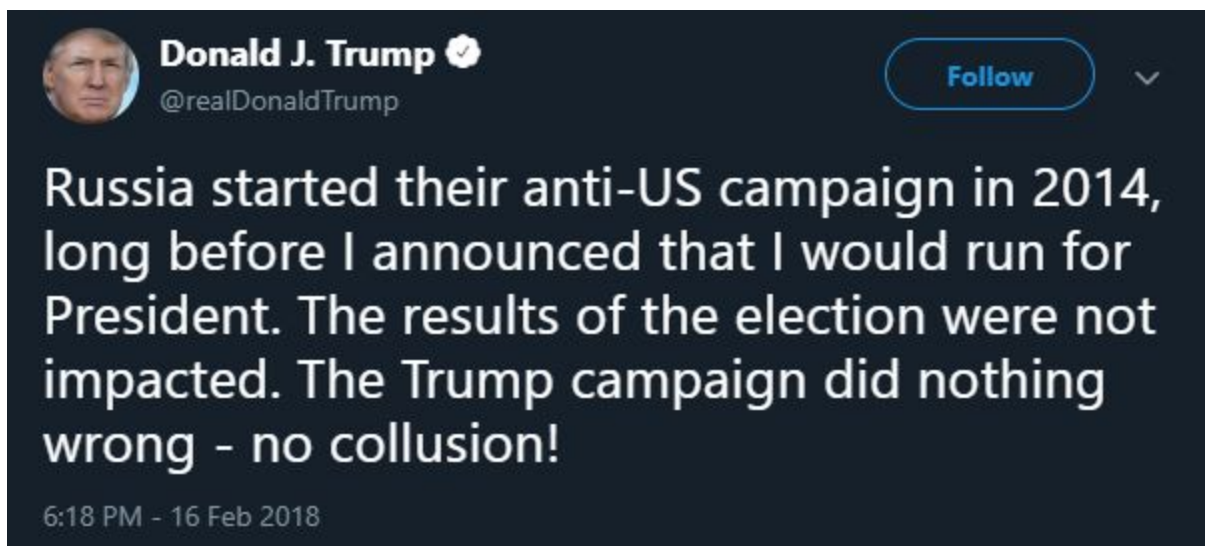 Donald J. Trump
@realDonaldTrump
Follow
Russia started their anti-US campaign in 2014,
long before I announced that I would run for
President. The results of the election were not
impacted. The Trump campaign did nothing
wrong - no collusion!
6:18 PM - 16 Feb 2018